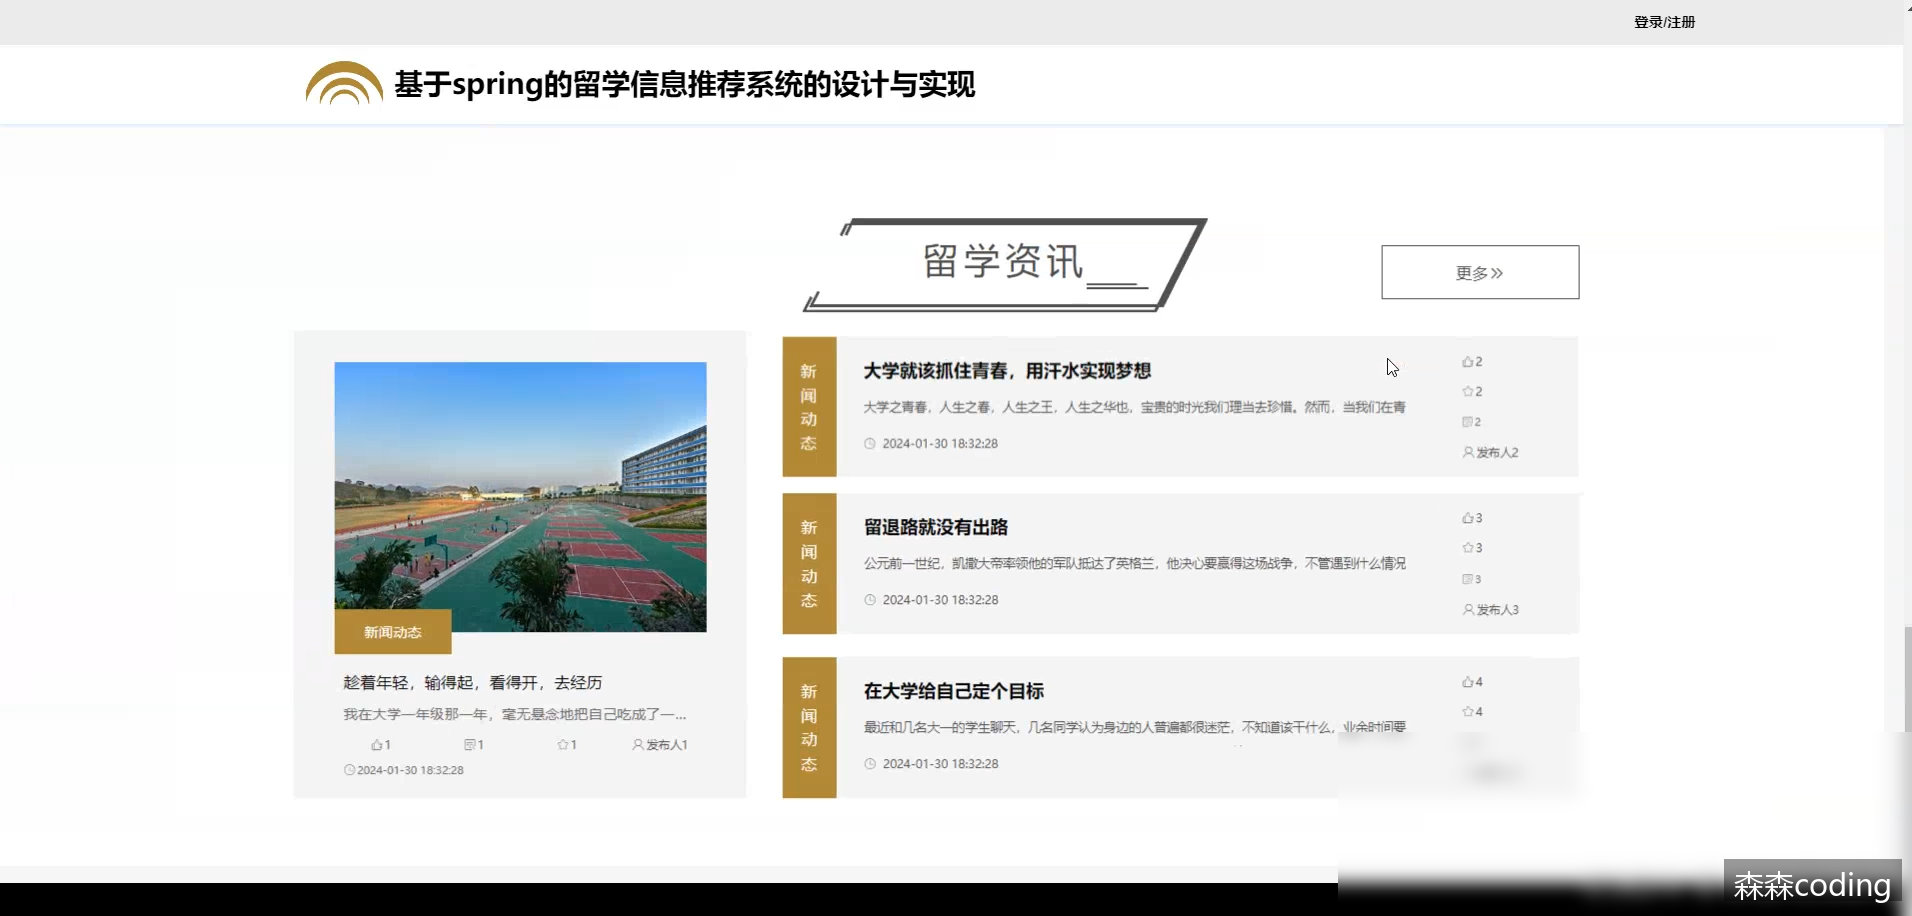 登录/注册
基于spring的留学信息推荐系统的设计与实现
留学资讯
更多
新闻动态
趁着年轻，输得起，看得开，去经历
我在大学一年级那一年，毫无悬念地把自己吃成了一...
1 1 1 发布人1
2024-01-30 18:32:28
新闻动态
大学就该抓住青春，用汗水实现梦想
大学之青春，人生之春，人生之王，人生之华也，宝贵的时光我们理当去珍惜。然而，当我们在青
2024-01-30 18:32:28
2
2
2
发布人2
新闻动态
留退路就没有出路
公元前一世纪，凯撒大帝率领他的军队抵达了英格兰，他决心要赢得这场战争，不管遇到什么情况
2024-01-30 18:32:28
3
3
3
发布人3
新闻动态
在大学给自己定个目标
最近和几名大一的学生聊天，几名同学认为身边的人普遍都很迷茫，不知道该干什么，业余时间要
2024-01-30 18:32:28
4
4
森森coding